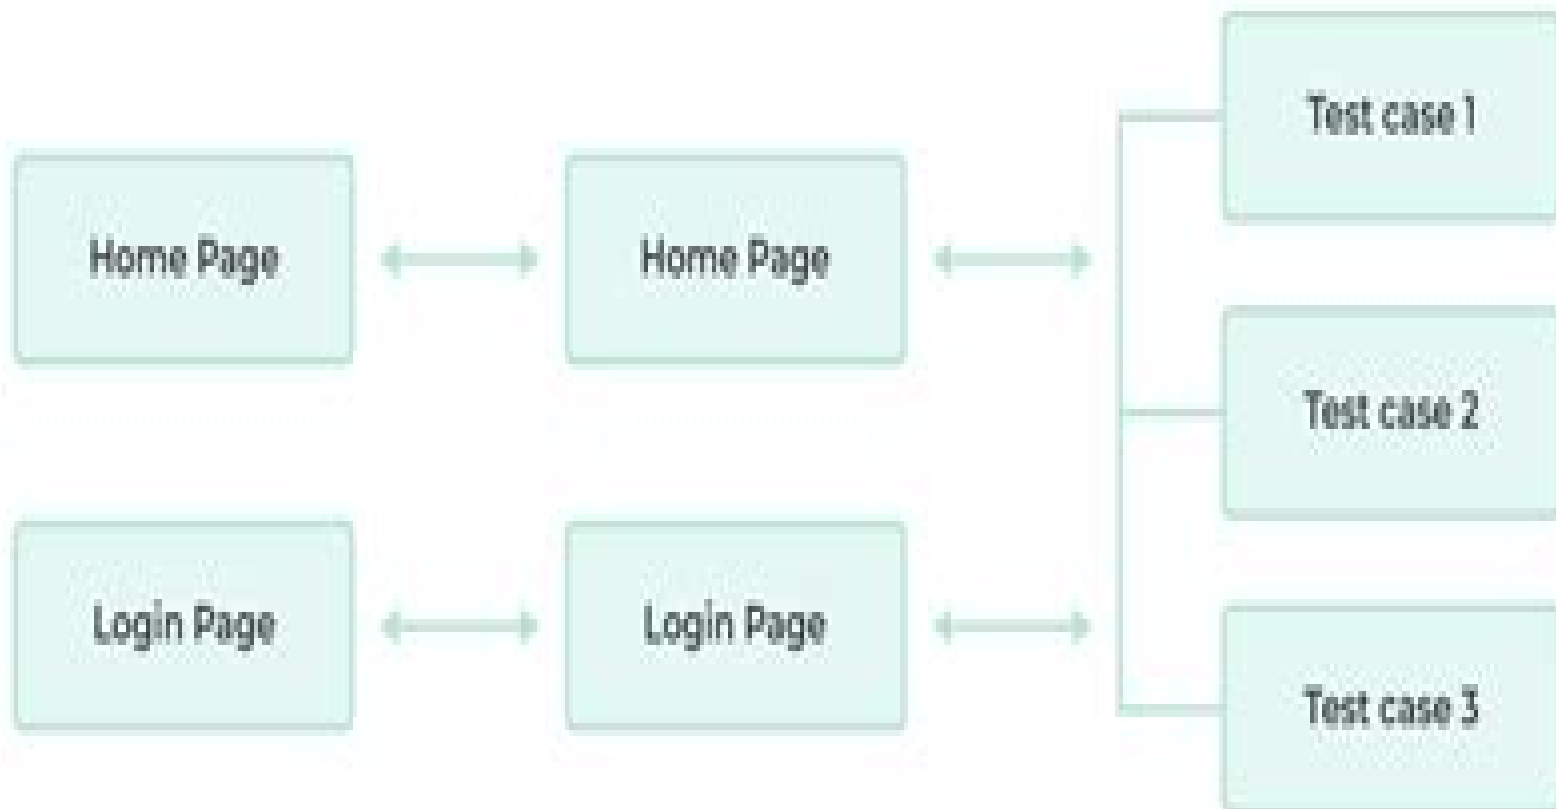 Home Page
Home Page
Login Page
Login Page
Test case 1
Test case 2
Test case 3